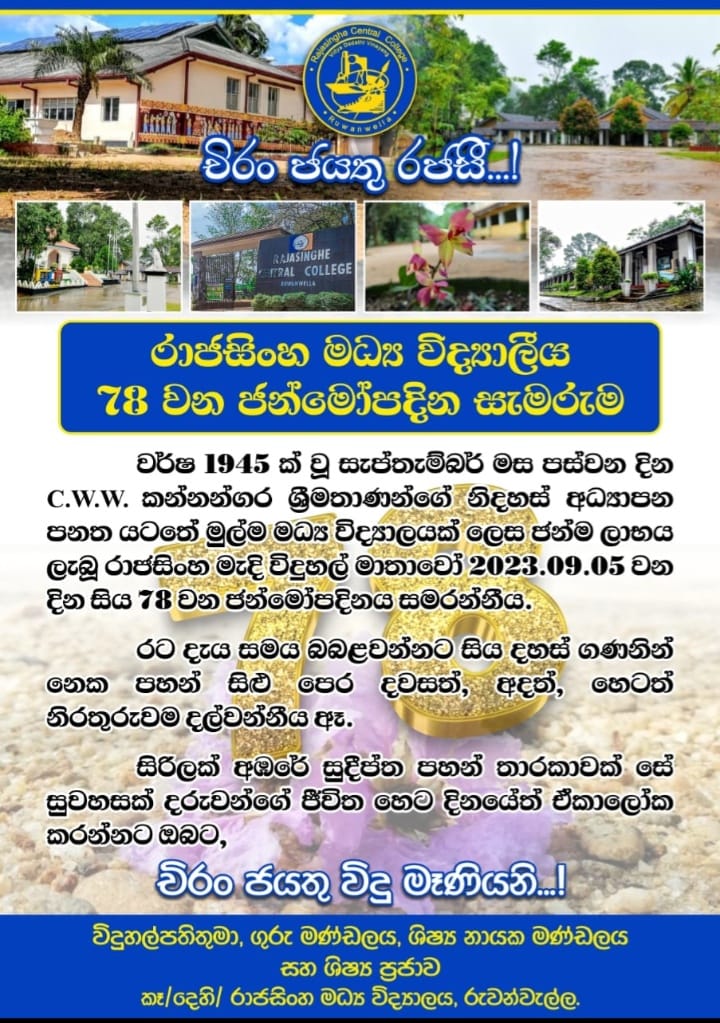 Rajasinghe Central College
Vidya Dadathi Vinayang
Ruwanwella
චිරං ජයතු රජසී...!
RAJASINGHE
CENTRAL COLLEGE
RUWANWELLA
රාජසිංහ මධ්‍ය විද්‍යාලීය
78 වන ජන්මෝපදින සැමරුම
වර්ෂ 1945 ක් වූ සැප්තැම්බර් මස පස්වන දින
C.W.W. කන්නන්ගර ශ්‍රීමතාණන්ගේ නිදහස් අධ්‍යාපන
පනත යටතේ මුල්ම මධ්‍ය විද්‍යාලයක් ලෙස ජන්ම ලාභය
ලැබූ රාජසිංහ මැදි විදුහල් මාතාවෝ 2023.09.05 වන
දින සිය 78 වන ජන්මෝපදිනය සමරන්නීය.
රට දැය සමය බබළවන්නට සිය දහස් ගණනින්
නෙක පහන් සිළු පෙර දවසත්, අදත්, හෙටත්
නිරතුරුවම දල්වන්නීය ඈ.
සිරිලක් අඹරේ සුදීප්ත පහන් තාරකාවක් සේ
සුවහසක් දරුවන්ගේ ජීවිත හෙට දිනයේත් ඒකාලෝක
කරන්නට ඔබට,
චිරං ජයතු විදු මෑණියනි...!
විදුහල්පතිතුමා, ගුරු මණ්ඩලය, ශිෂ්‍ය නායක මණ්ඩලය
සහ ශිෂ්‍ය ප්‍රජාව
කෑ/දෙහි/ රාජසිංහ මධ්‍ය විද්‍යාලය, රුවන්වැල්ල.
78